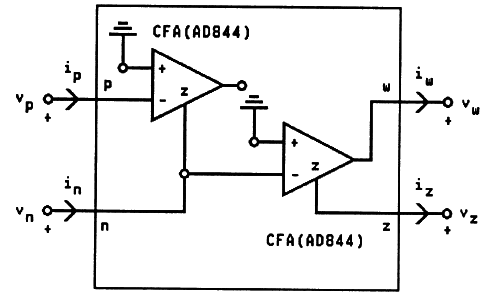 CFA(AD844)
i_p
p
+
z
-
v_p
+
w
i_w
v_w
+
+
z
-
i_n
v_n
+
n
i_z
v_z
+
z
CFA(AD844)